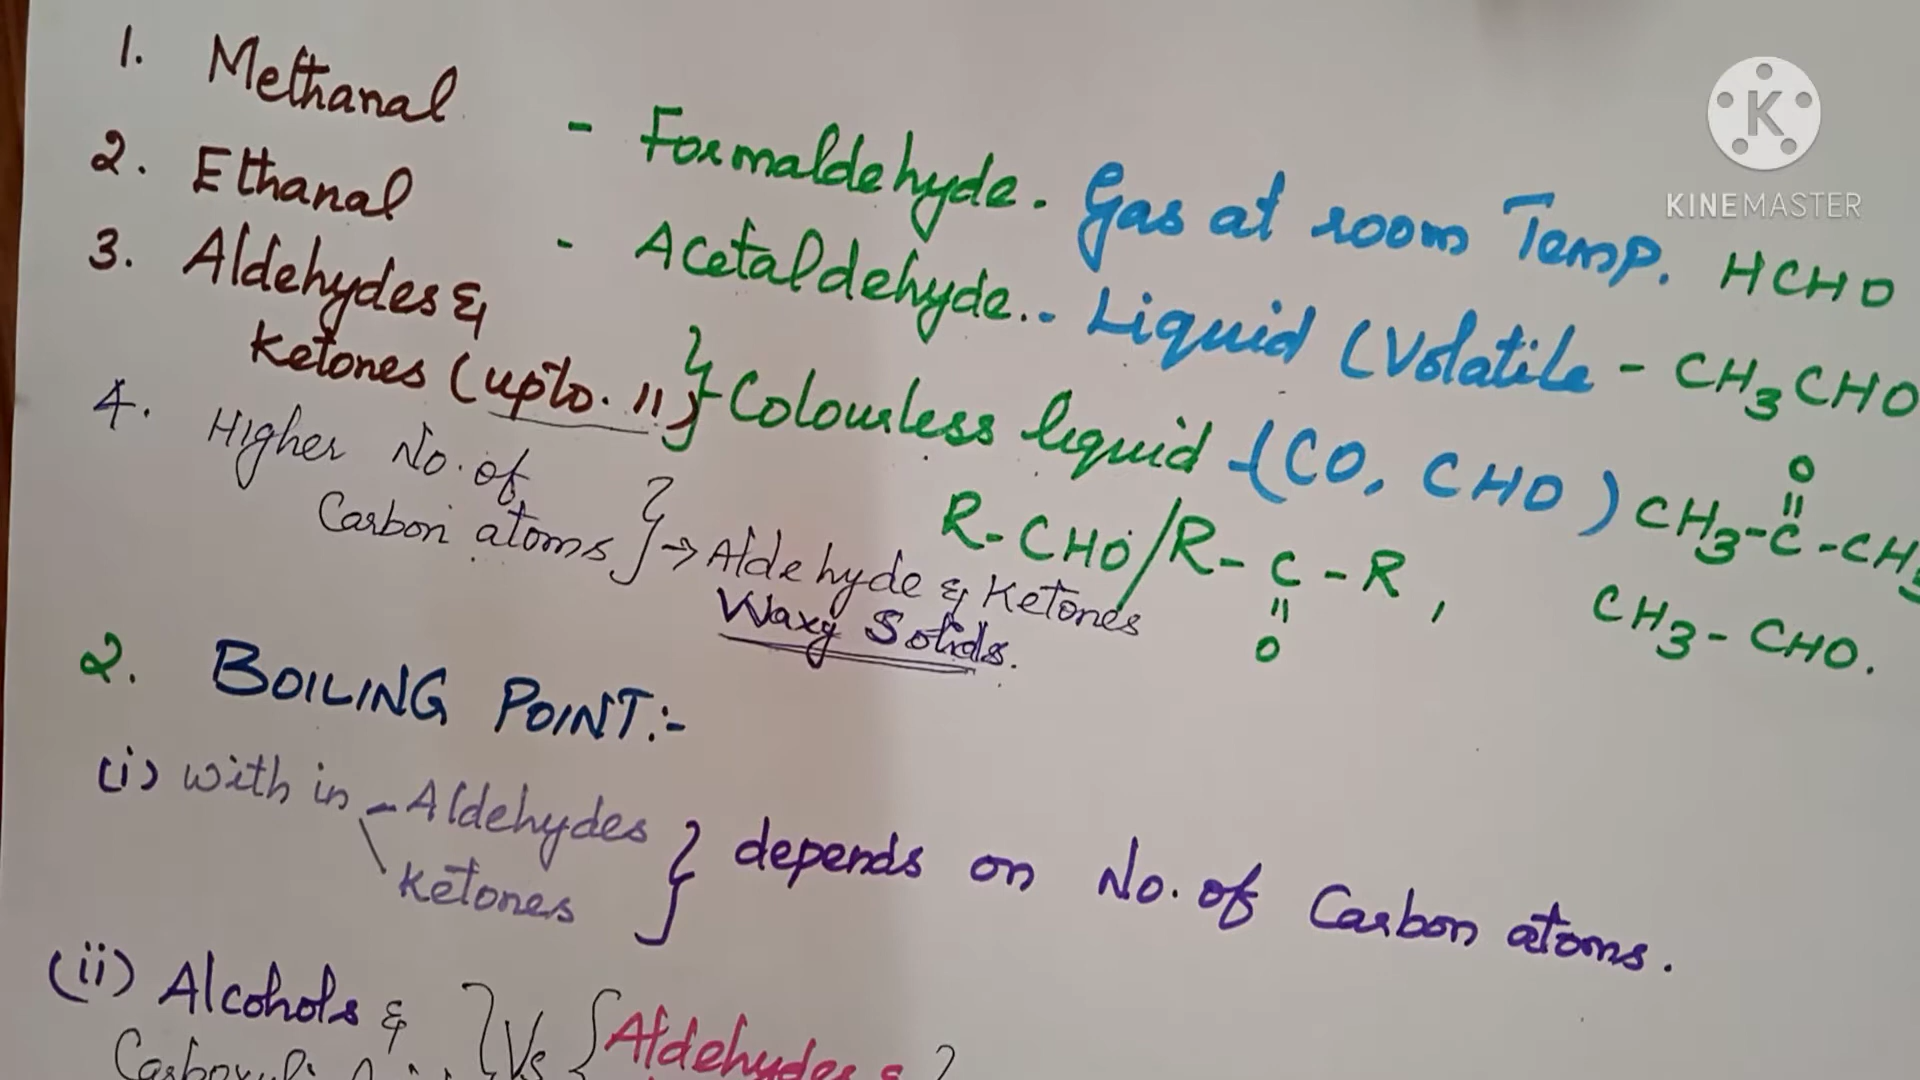 1. Methanal - Formaldehyde. Gas at room Temp. HCHO
2. Ethanal - Acetaldehyde.. - Liquid (Volatile - CH3CHO
3. Aldehydes &
Ketones (upto. 11) } Colourless liquid (CO, CHO) CH3-C-CH3
O
||
4. Higher No. of
Carbon atoms } → Aldehyde & Ketones
Waxy Solids.
R-CHO/R-C-R,
||
O
CH3-CHO.
2. BOILING POINT:-
(i) with in - Aldehydes
Ketones } depends on No. of Carbon atoms.
(ii) Alcohols & } Vs { Aldehydes &
K
KINEMASTER